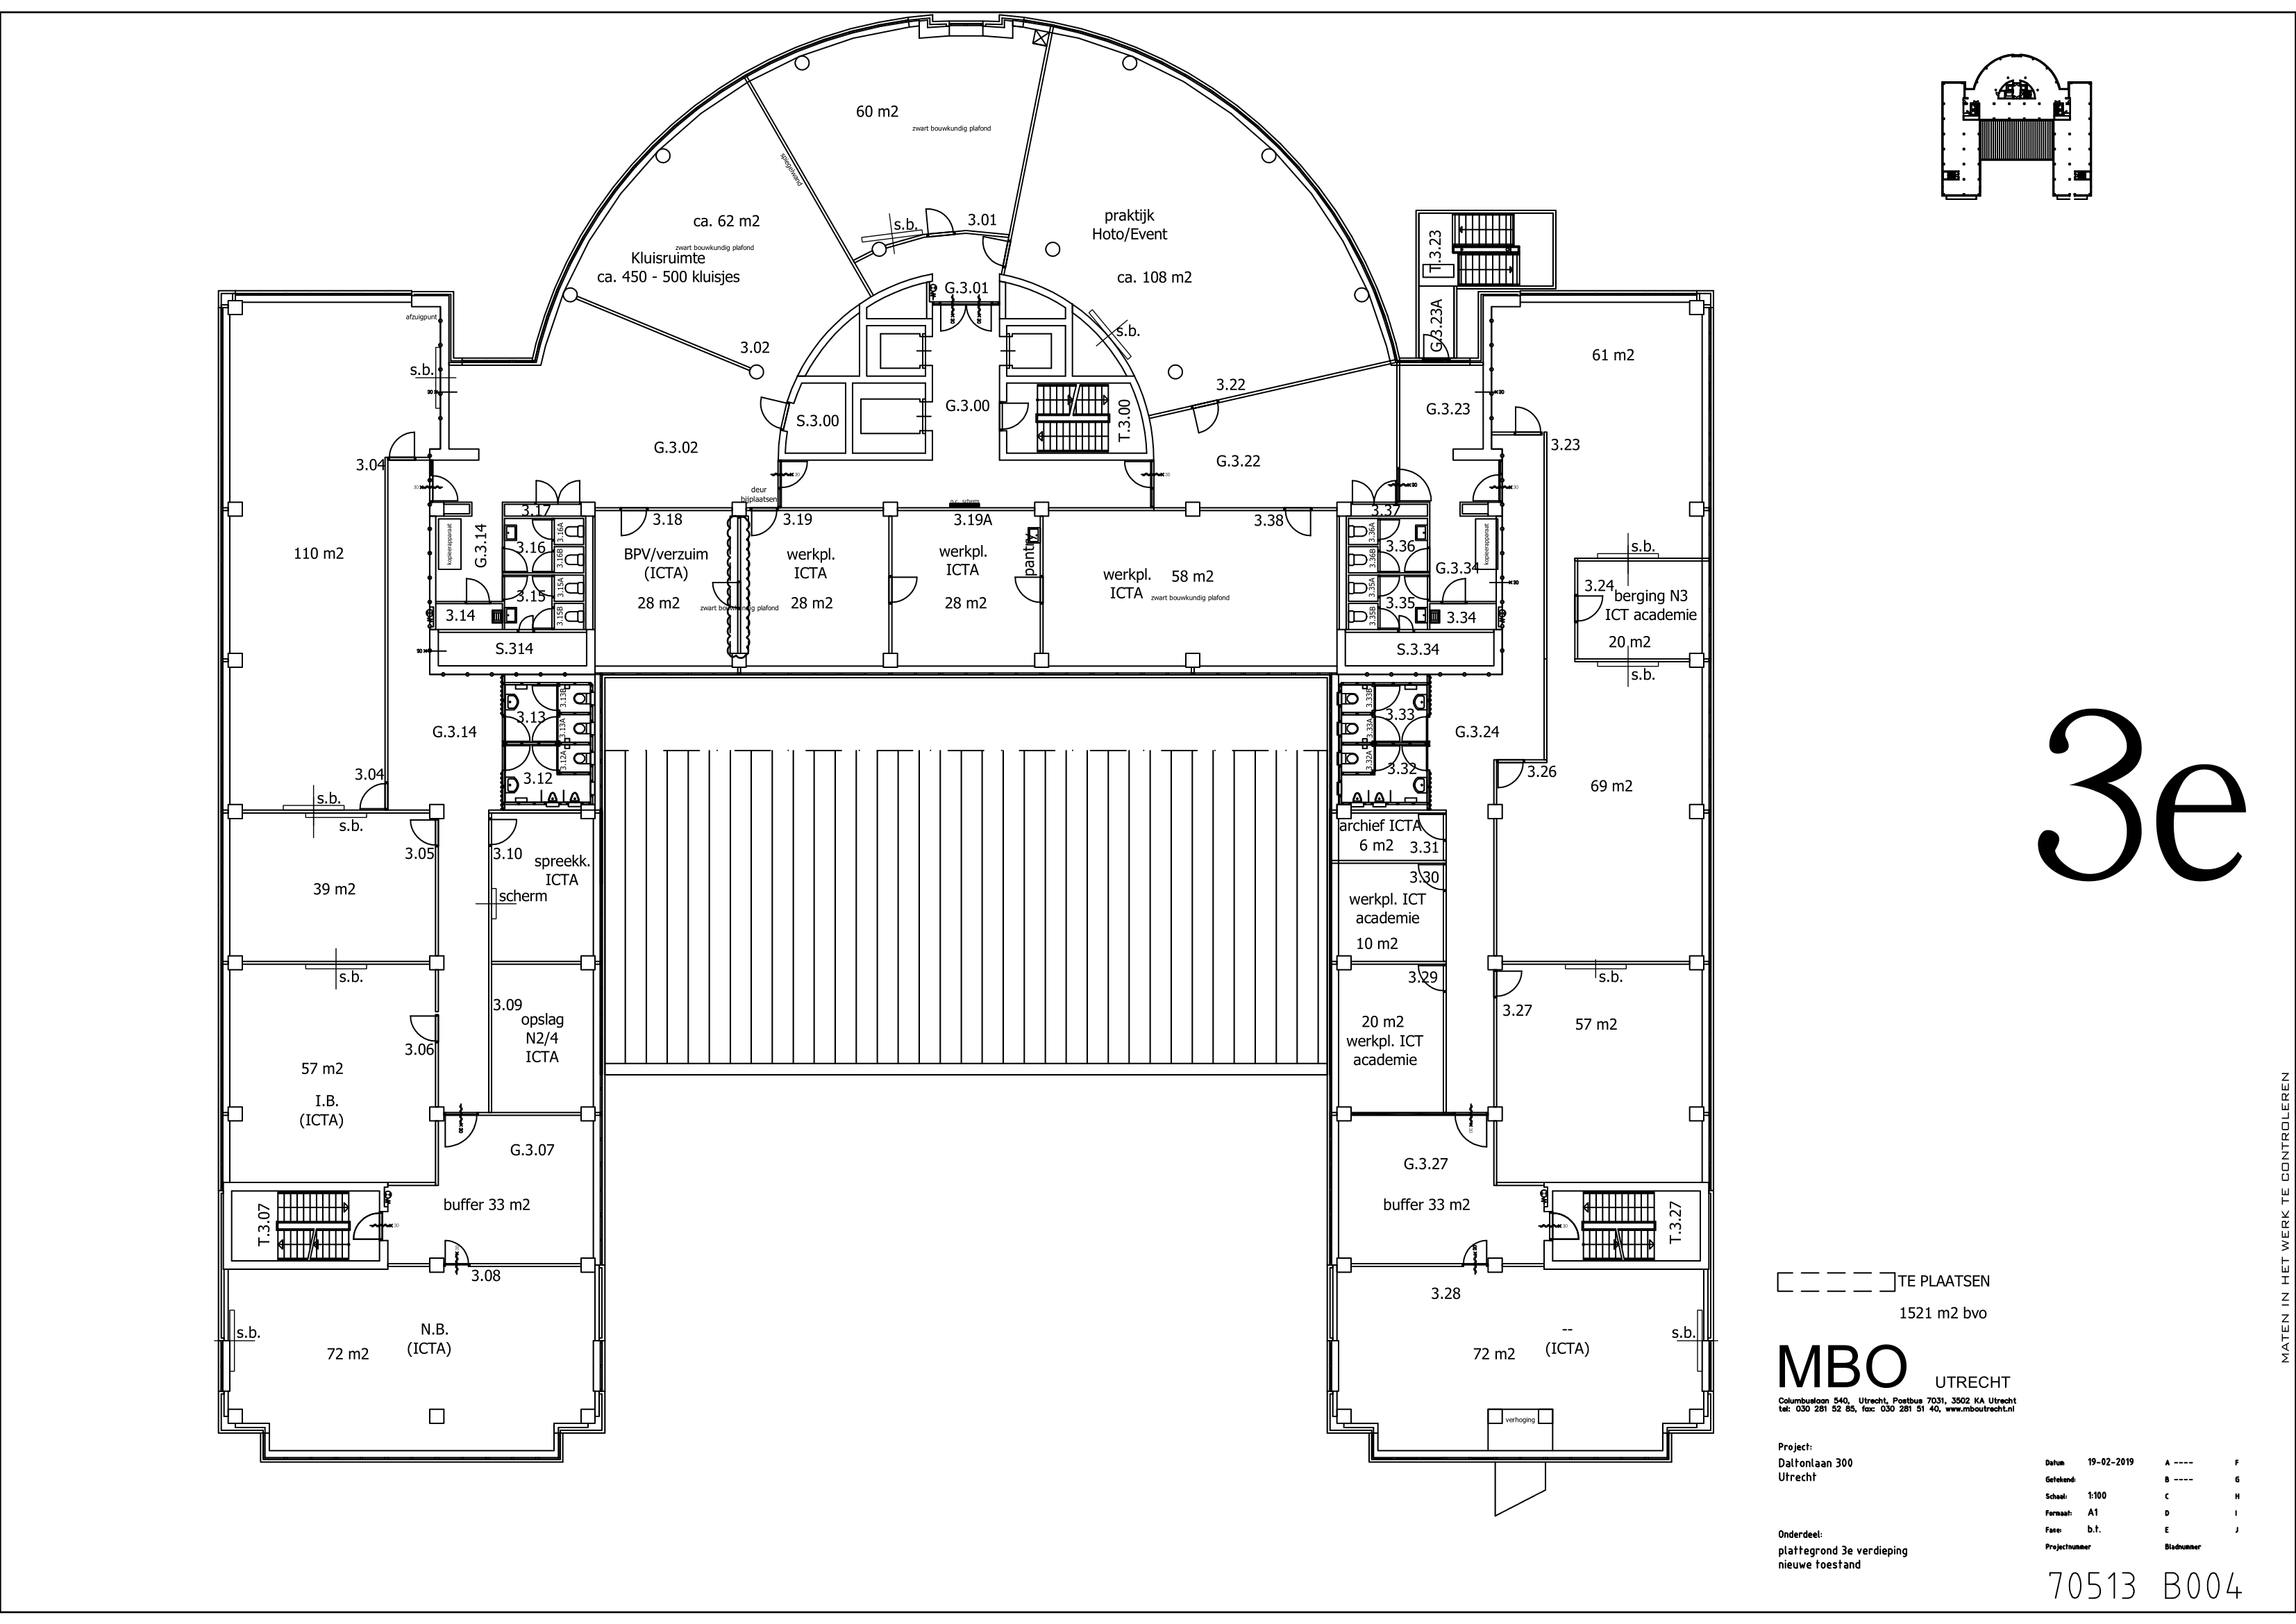 60 m2
zwart bouwkundig plafond
spiegelwand
ca. 62 m2
zwart bouwkundig plafond
Kluisruimte
ca. 450 - 500 kluisjes
s.b.
3.01
praktijk
Hoto/Event
ca. 108 m2
G.3.01
s.b.
3.02
3.22
S.3.00
G.3.00
T.3.00
G.3.02
G.3.22
T.3.23
G.3.23A
G.3.23
afzuigpunt
s.b.
3.04
110 m2
3.04
61 m2
3.23
deur
bijplaatsen
3.17
3.18
3.19
3.19A
3.38
3.37
kopieerapparaat
G.3.14
3.16
3.16A
3.16B
3.15
3.15A
3.15B
3.14
S.314
BPV/verzuim
(ICTA)
28 m2
zwart bouwkundig plafond
werkpl.
ICTA
28 m2
werkpl.
ICTA
28 m2
pantry
werkpl.
ICTA
58 m2
zwart bouwkundig plafond
3.36A
3.36B
3.36
3.35A
3.35B
3.35
G.3.34
kopieerapparaat
3.34
S.3.34
s.b.
3.24
berging N3
ICT academie
20 m2
s.b.
G.3.14
3.13
3.13B
3.13A
3.12
3.12A
3.33B
3.33A
3.33
3.32A
3.32
G.3.24
3.26
69 m2
s.b.
s.b.
3.05
39 m2
3.10
spreekk.
ICTA
scherm
archief ICTA
6 m2
3.31
3.30
werkpl. ICT
academie
10 m2
s.b.
3.06
57 m2
I.B.
(ICTA)
3.09
opslag
N2/4
ICTA
3.29
20 m2
werkpl. ICT
academie
s.b.
3.27
57 m2
G.3.07
buffer 33 m2
T.3.07
3.08
s.b.
72 m2
N.B.
(ICTA)
G.3.27
buffer 33 m2
T.3.27
3.28
72 m2
--
(ICTA)
s.b.
verhoging
3e
TE PLAATSEN
1521 m2 bvo
MBO UTRECHT
Columbuslaan 540, Utrecht, Postbus 7031, 3502 KA Utrecht
tel: 030 281 52 85, fax: 030 281 51 40, www.mboutrecht.nl
Project:
Daltonlaan 300
Utrecht
Onderdeel:
plattegrond 3e verdieping
nieuwe toestand
Datum 19-02-2019 A ---- F
Getekend: B ---- G
Schaal: 1:100 C H
Formaat: A1 D I
Fase: b.t. E J
Projectnummer Bladnummer
70513 B004
MATEN IN HET WERK TE CONTROLEREN